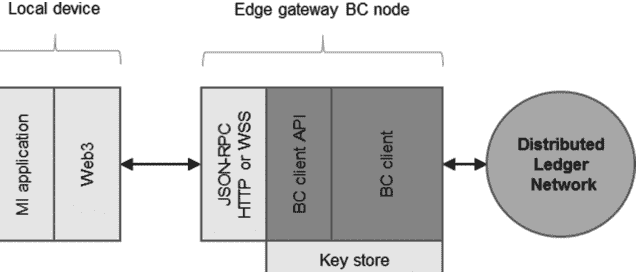 Local device
Edge gateway BC node
MI application
Web3
JSON-RPC
HTTP or WSS
BC client API
BC client
Distributed
Ledger
Network
Key store